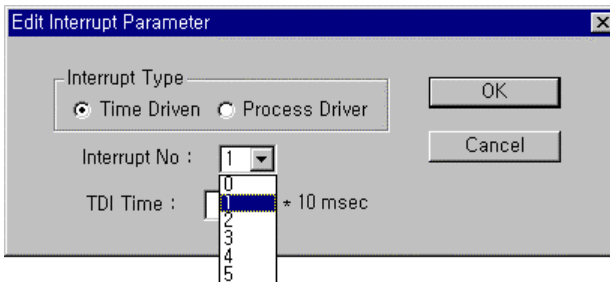 Edit Interrupt Parameter
Interrupt Type
Time Driven Process Driver
OK
Cancel
Interrupt No : 1
0
1
TDI Time : * 10 msec
2
3
4
5